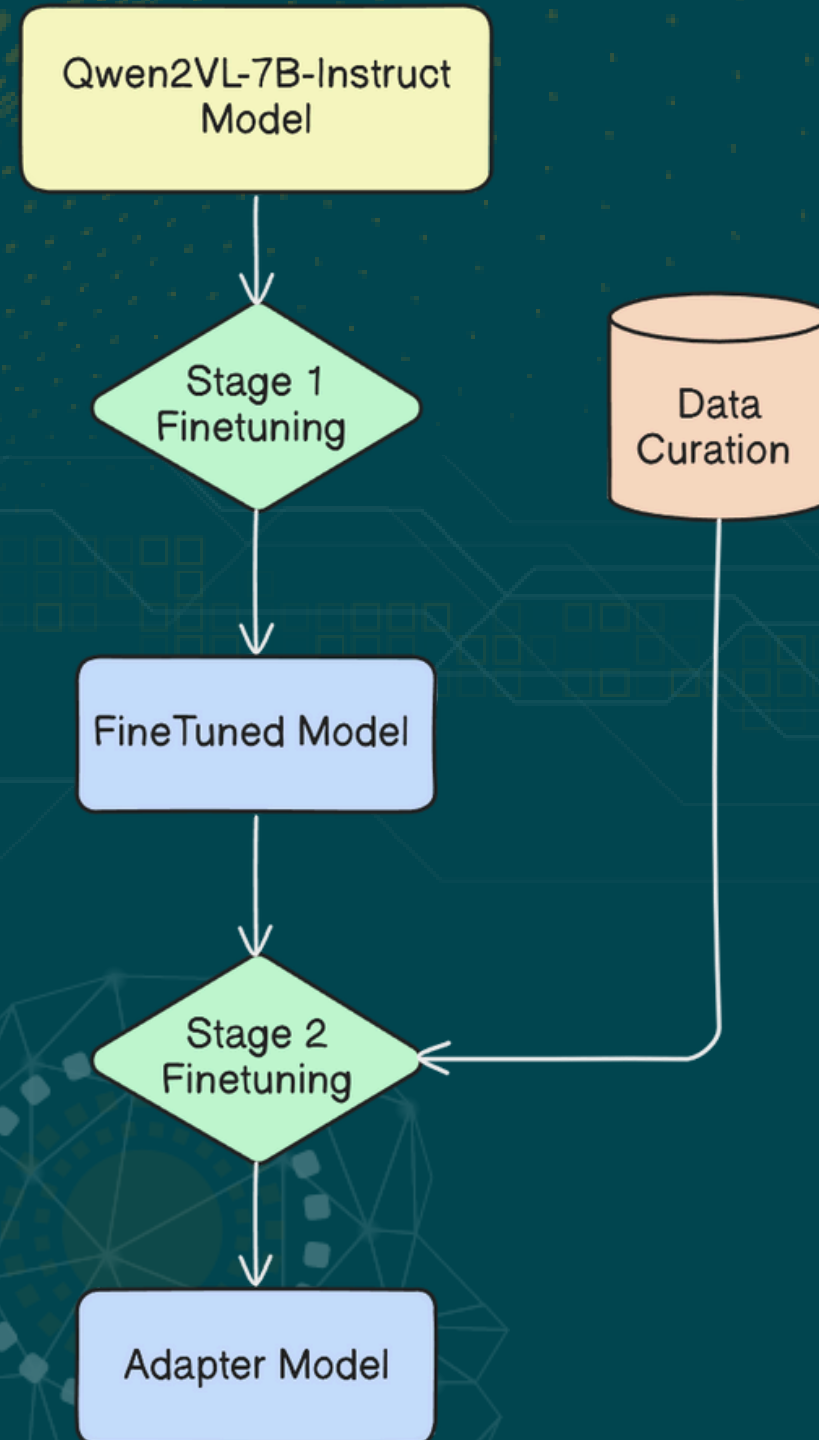 Qwen2VL-7B-Instruct
Model
Stage 1
Finetuning
Data
Curation
FineTuned Model
Stage 2
Finetuning
Adapter Model